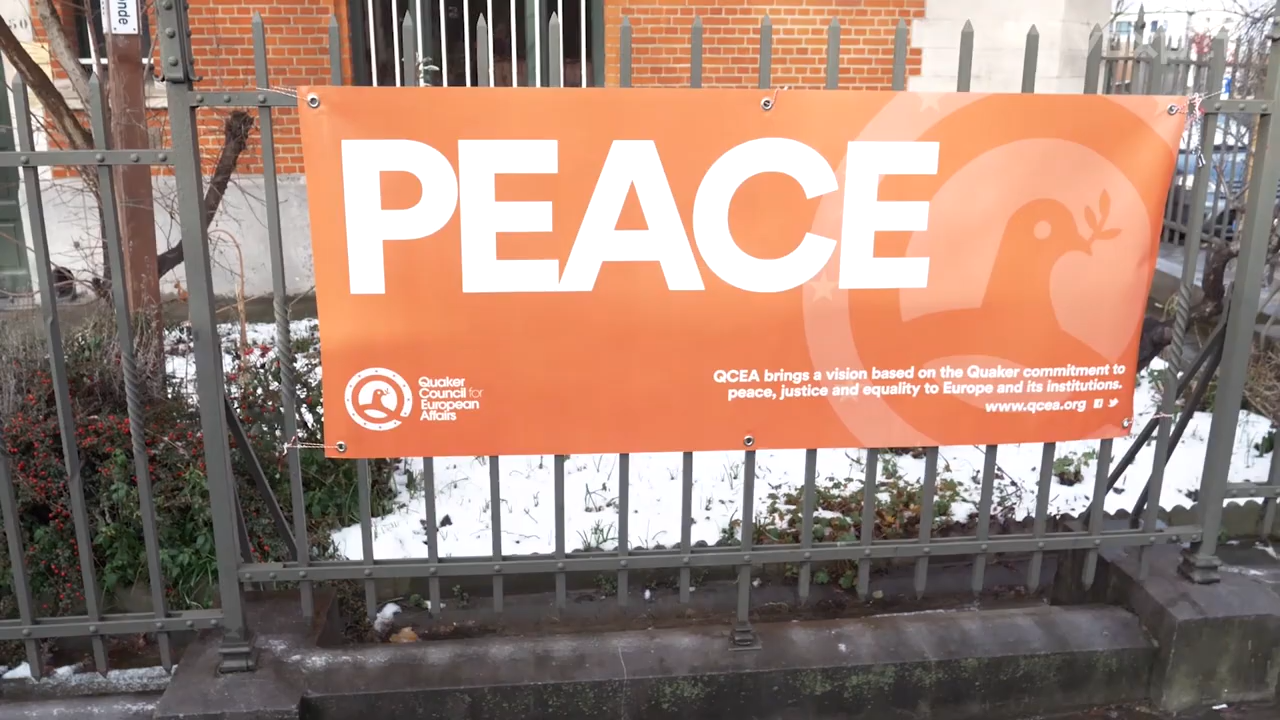 onde
PEACE
Quaker
Council for
European
Affairs
QCEA brings a vision based on the Quaker commitment to
peace, justice and equality to Europe and its institutions.
www.qcea.org